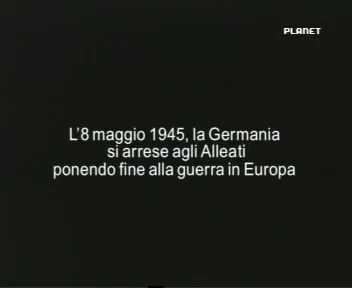 PLANET
L'8 maggio 1945, la Germania
si arrese agli Alleati
ponendo fine alla guerra in Europa